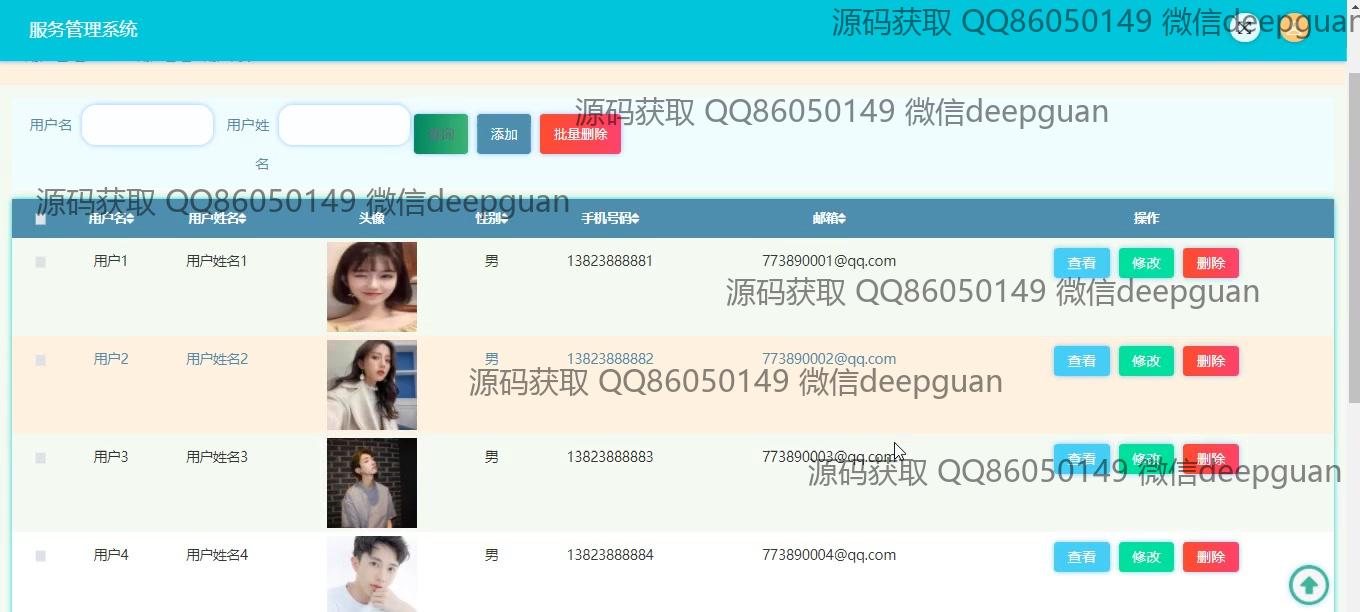 服务管理系统
源码获取 QQ86050149 微信deepguan
源码获取 QQ86050149 微信deepguan
用户名 用户姓名 查询 添加 批量删除
源码获取 QQ86050149 微信deepguan
用户名 用户姓名 头像 性别 手机号码 邮箱 操作
用户1 用户姓名1 男 13823888881 773890001@qq.com 查看 修改 删除
源码获取 QQ86050149 微信deepguan
用户2 用户姓名2 男 13823888882 773890002@qq.com 查看 修改 删除
源码获取 QQ86050149 微信deepguan
用户3 用户姓名3 男 13823888883 773890003@qq.com 查看 修改 删除
源码获取 QQ86050149 微信deepguan
用户4 用户姓名4 男 13823888884 773890004@qq.com 查看 修改 删除